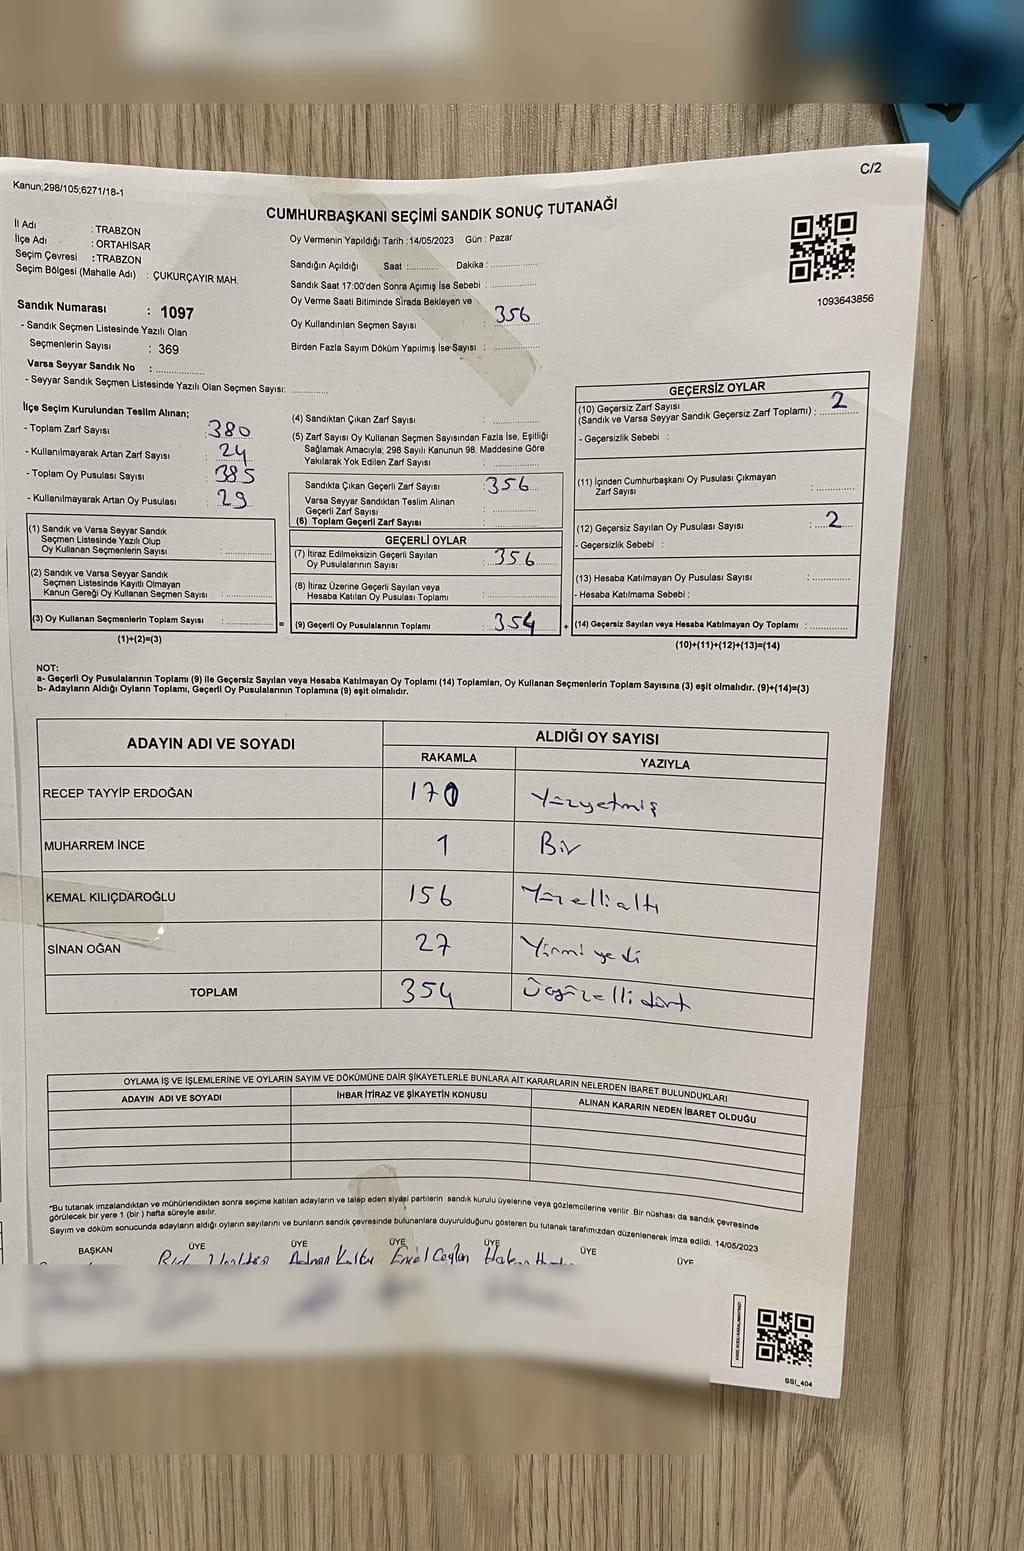 C/2
Kanun;298/105;6271/18-1
CUMHURBAŞKANI SEÇİMİ SANDIK SONUÇ TUTANAĞI
İl Adı : TRABZON
İlçe Adı : ORTAHİSAR
Seçim Çevresi : TRABZON
Seçim Bölgesi (Mahalle Adı) : ÇUKURÇAYIR MAH.
Sandık Numarası : 1097
- Sandık Seçmen Listesinde Yazılı Olan
Seçmenlerin Sayısı : 369
Varsa Seyyar Sandık No : ..............
- Seyyar Sandık Seçmen Listesinde Yazılı Olan Seçmen Sayısı: ............
Oy Vermenin Yapıldığı Tarih : 14/05/2023 Gün : Pazar
Sandığın Açıldığı Saat :........... Dakika :...............
Sandık Saat 17:00'den Sonra Açımış İse Sebebi : ..............
Oy Verme Saati Bitiminde Sırada Bekleyen ve
Oy Kullandırılan Seçmen Sayısı : 356
Birden Fazla Sayım Döküm Yapılmış İse Sayısı : ..............
1093643856
İlçe Seçim Kurulundan Teslim Alınan;
- Toplam Zarf Sayısı : 380
- Kullanılmayarak Artan Zarf Sayısı : 24
- Toplam Oy Pusulası Sayısı : 385
- Kullanılmayarak Artan Oy Pusulası : 29
(1) Sandık ve Varsa Seyyar Sandık
Seçmen Listesinde Yazılı Olup
Oy Kullanan Seçmenlerin Sayısı : ..............
(2) Sandık ve Varsa Seyyar Sandık
Seçmen Listesinde Kayıtlı Olmayan
Kanun Gereği Oy Kullanan Seçmen Sayısı : ..............
(3) Oy Kullanan Seçmenlerin Toplam Sayısı : .............. =
(1)+(2)=(3)
(4) Sandıktan Çıkan Zarf Sayısı : ..............
(5) Zarf Sayısı Oy Kullanan Seçmen Sayısından Fazla İse, Eşitliği
Sağlamak Amacıyla; 298 Sayılı Kanunun 98. Maddesine Göre
Yakılarak Yok Edilen Zarf Sayısı : ..............
Sandıkta Çıkan Geçerli Zarf Sayısı : 356
Varsa Seyyar Sandıktan Teslim Alınan
Geçerli Zarf Sayısı : ..............
(6) Toplam Geçerli Zarf Sayısı : ..............
GEÇERLİ OYLAR
(7) İtiraz Edilmeksizin Geçerli Sayılan
Oy Pusulalarının Sayısı : 356
(8) İtiraz Üzerine Geçerli Sayılan veya
Hesaba Katılan Oy Pusulası Toplamı : ..............
(9) Geçerli Oy Pusulalarının Toplamı : 354 +
GEÇERSİZ OYLAR
(10) Geçersiz Zarf Sayısı
(Sandık ve Varsa Seyyar Sandık Geçersiz Zarf Toplamı) : 2
- Geçersizlik Sebebi :
(11) İçinden Cumhurbaşkanı Oy Pusulası Çıkmayan
Zarf Sayısı : ............
(12) Geçersiz Sayılan Oy Pusulası Sayısı : 2
- Geçersizlik Sebebi :
(13) Hesaba Katılmayan Oy Pusulası Sayısı : ............
- Hesaba Katılmama Sebebi :
(14) Geçersiz Sayılan veya Hesaba Katılmayan Oy Toplamı : ............
(10)+(11)+(12)+(13)=(14)
NOT:
a- Geçerli Oy Pusulalarının Toplamı (9) ile Geçersiz Sayılan veya Hesaba Katılmayan Oy Toplamı (14) Toplamları, Oy Kullanan Seçmenlerin Toplam Sayısına (3) eşit olmalıdır. (9)+(14)=(3)
b- Adayların Aldığı Oyların Toplamı, Geçerli Oy Pusulalarının Toplamına (9) eşit olmalıdır.
ADAYIN ADI VE SOYADI ALDIĞI OY SAYISI
RAKAMLA YAZIYLA
RECEP TAYYİP ERDOĞAN 170 Yüzyetmiş
MUHARREM İNCE 1 Bir
KEMAL KILIÇDAROĞLU 156 Yüzellialtı
SİNAN OĞAN 27 Yirmi yedi
TOPLAM 354 Üçyüzelli dört
OYLAMA İŞ VE İŞLEMLERİNE VE OYLARIN SAYIM VE DÖKÜMÜNE DAİR ŞİKAYETLERLE BUNLARA AİT KARARLARIN NELERDEN İBARET BULUNDUKLARI
ADAYIN ADI VE SOYADI İHBAR İTİRAZ VE ŞİKAYETİN KONUSU ALINAN KARARIN NEDEN İBARET OLDUĞU
*Bu tutanak imzalandıktan ve mühürlendikten sonra seçime katılan adayların ve talep eden siyasi partilerin sandık kurulu üyelerine veya gözlemcilerine verilir. Bir nüshası da sandık çevresinde
görülecek bir yere 1 (bir) hafta süreyle asılır.
Sayım ve döküm sonucunda adayların aldığı oyların sayılarını ve bunların sandık çevresinde bulunanlara duyurulduğunu gösteren bu tutanak tarafımızdan düzenlenerek imza edildi. 14/05/2023
BAŞKAN ÜYE ÜYE ÜYE ÜYE ÜYE ÜYE
Erol Ceylan Hakan
SSI_404